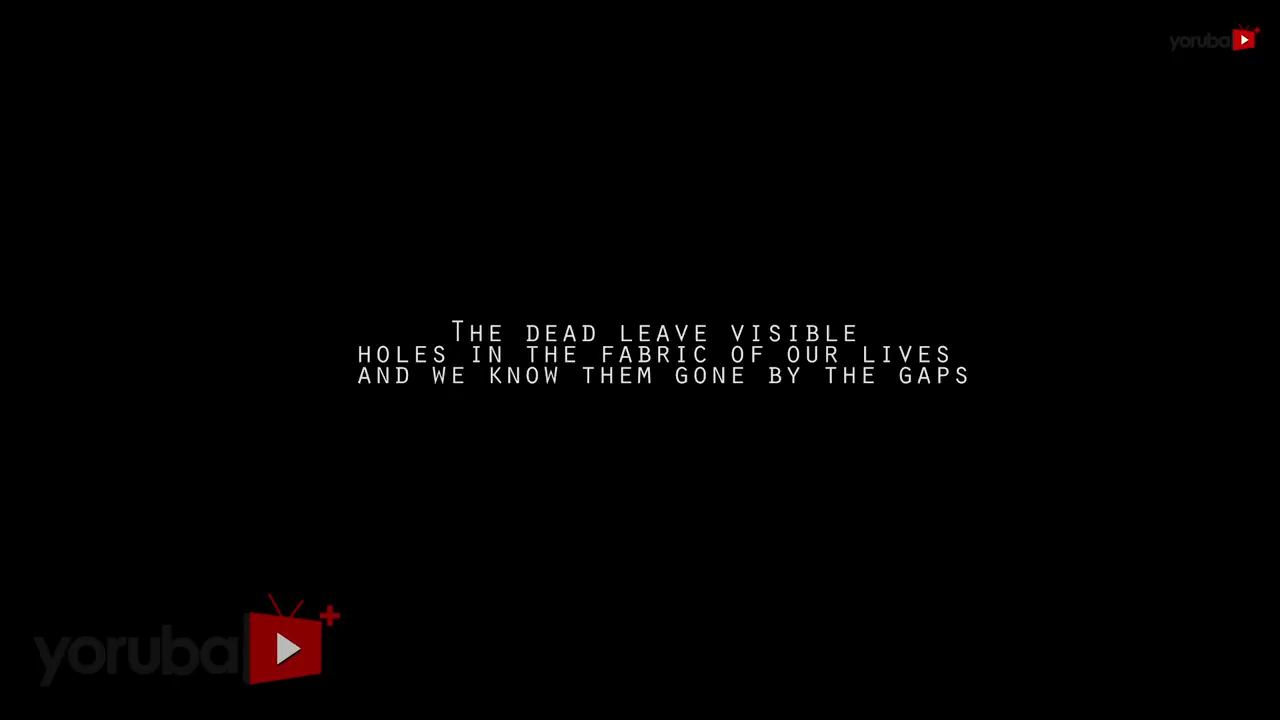 yoruba
THE DEAD LEAVE VISIBLE
HOLES IN THE FABRIC OF OUR LIVES
AND WE KNOW THEM GONE BY THE GAPS
yoruba +